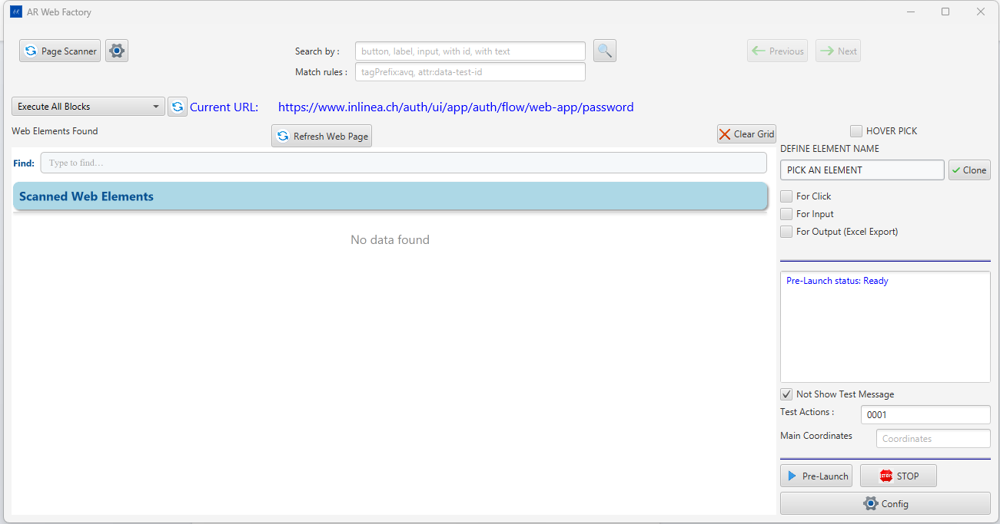 AR Web Factory
Page Scanner
Search by :
button, label, input, with id, with text
Previous
Next
Match rules :
tagPrefix:avq, attr:data-test-id
Execute All Blocks
Current URL:
https://www.inlinea.ch/auth/ui/app/auth/flow/web-app/password
Web Elements Found
Refresh Web Page
Clear Grid
HOVER PICK
DEFINE ELEMENT NAME
Find:
Type to find...
PICK AN ELEMENT
Clone
Scanned Web Elements
For Click
For Input
For Output (Excel Export)
No data found
Pre-Launch status: Ready
Not Show Test Message
Test Actions :
0001
Main Coordinates
Coordinates
Pre-Launch
STOP
Config